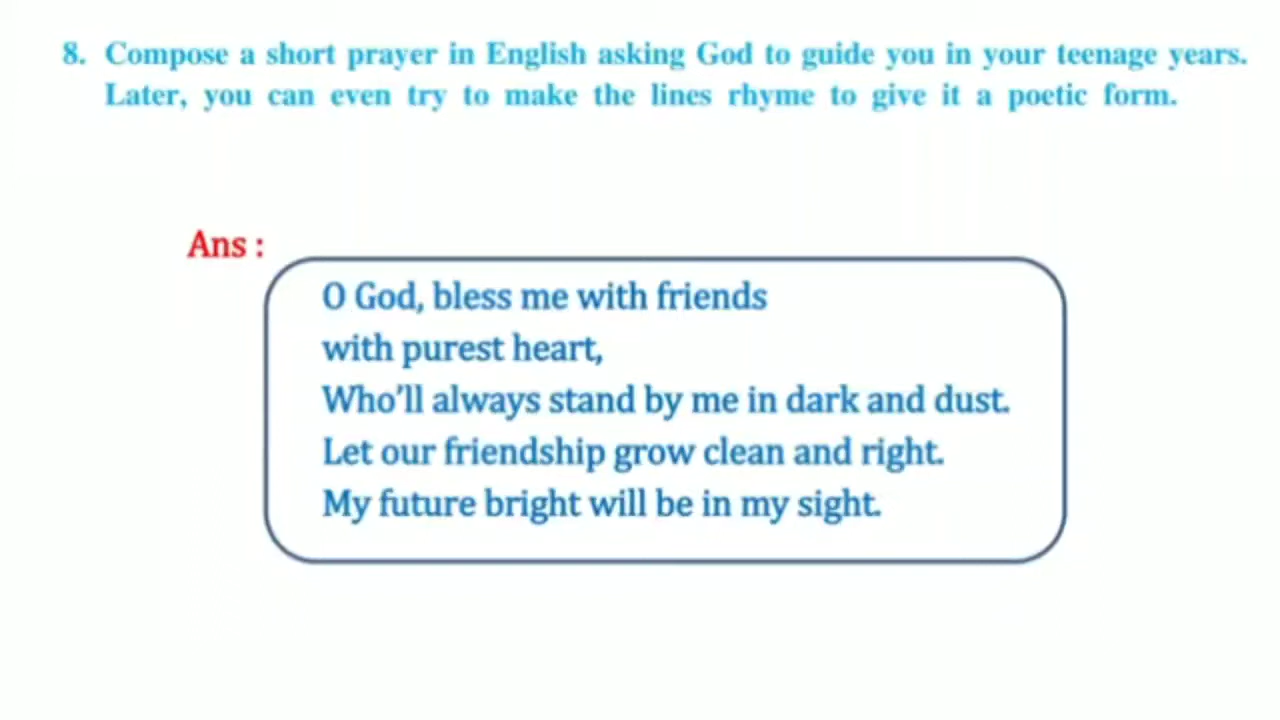 8. Compose a short prayer in English asking God to guide you in your teenage years.
Later, you can even try to make the lines rhyme to give it a poetic form.
Ans :
O God, bless me with friends
with purest heart,
Who'll always stand by me in dark and dust.
Let our friendship grow clean and right.
My future bright will be in my sight.